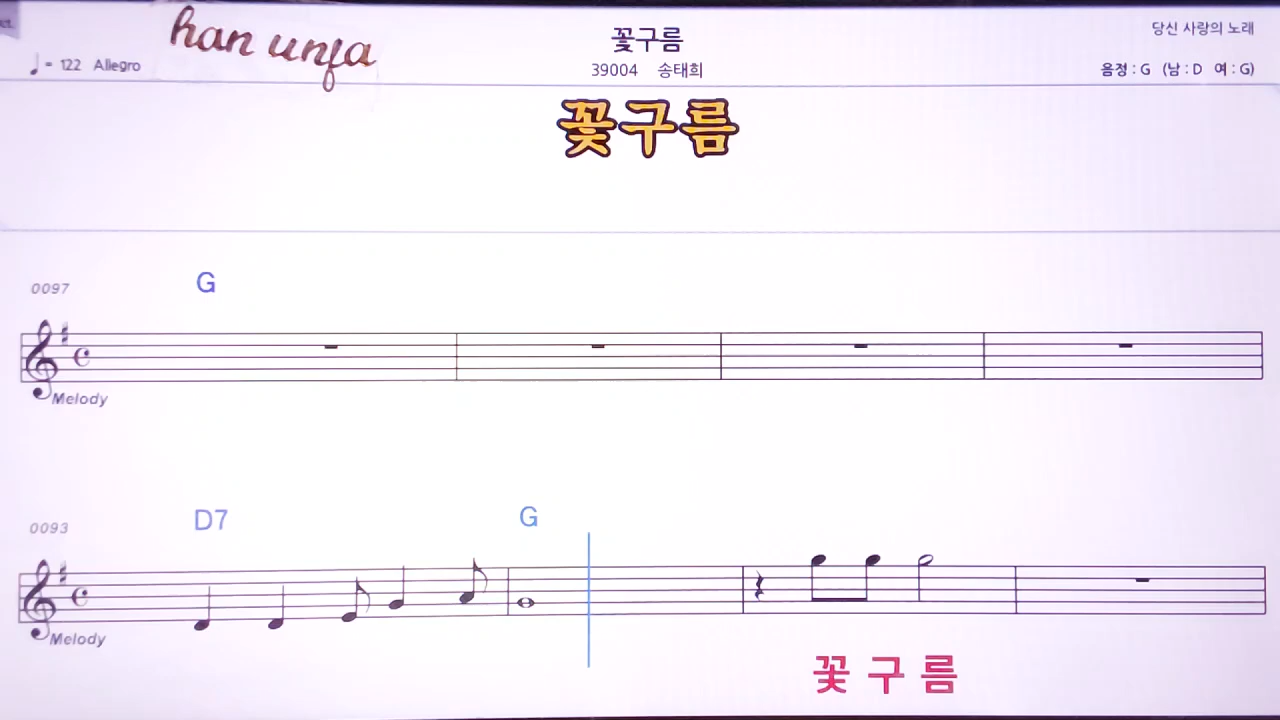 han unfa
꽃구름
당신 사랑의 노래
♩= 122 Allegro
39004 송태희
음정 : G (남 : D 여 : G)
꽃구름
0097
G
Melody
0093
D7 G
Melody
꽃 구 름